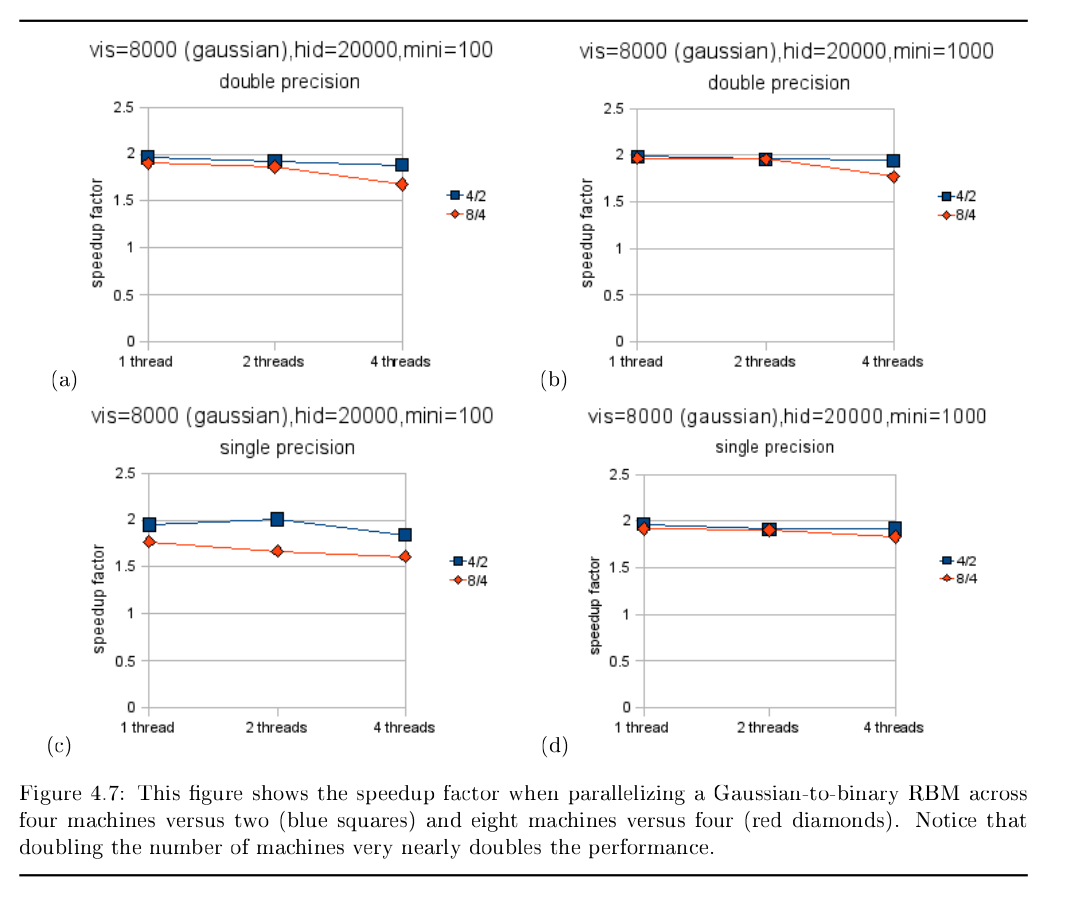 vis=8000 (gaussian),hid=20000,mini=100
double precision
2.5
2
1.5
1
0.5
0
speedup factor
1 thread
2 threads
4 threads
4/2
8/4
(a)
vis=8000 (gaussian),hid=20000,mini=1000
double precision
2.5
2
1.5
1
0.5
0
speedup factor
1 thread
2 threads
4 threads
4/2
8/4
(b)
vis=8000 (gaussian),hid=20000,mini=100
single precision
2.5
2
1.5
1
0.5
0
speedup factor
1 thread
2 threads
4 threads
4/2
8/4
(c)
vis=8000 (gaussian),hid=20000,mini=1000
single precision
2.5
2
1.5
1
0.5
0
speedup factor
1 thread
2 threads
4 threads
4/2
8/4
(d)
Figure 4.7: This figure shows the speedup factor when parallelizing a Gaussian-to-binary RBM across
four machines versus two (blue squares) and eight machines versus four (red diamonds). Notice that
doubling the number of machines very nearly doubles the performance.